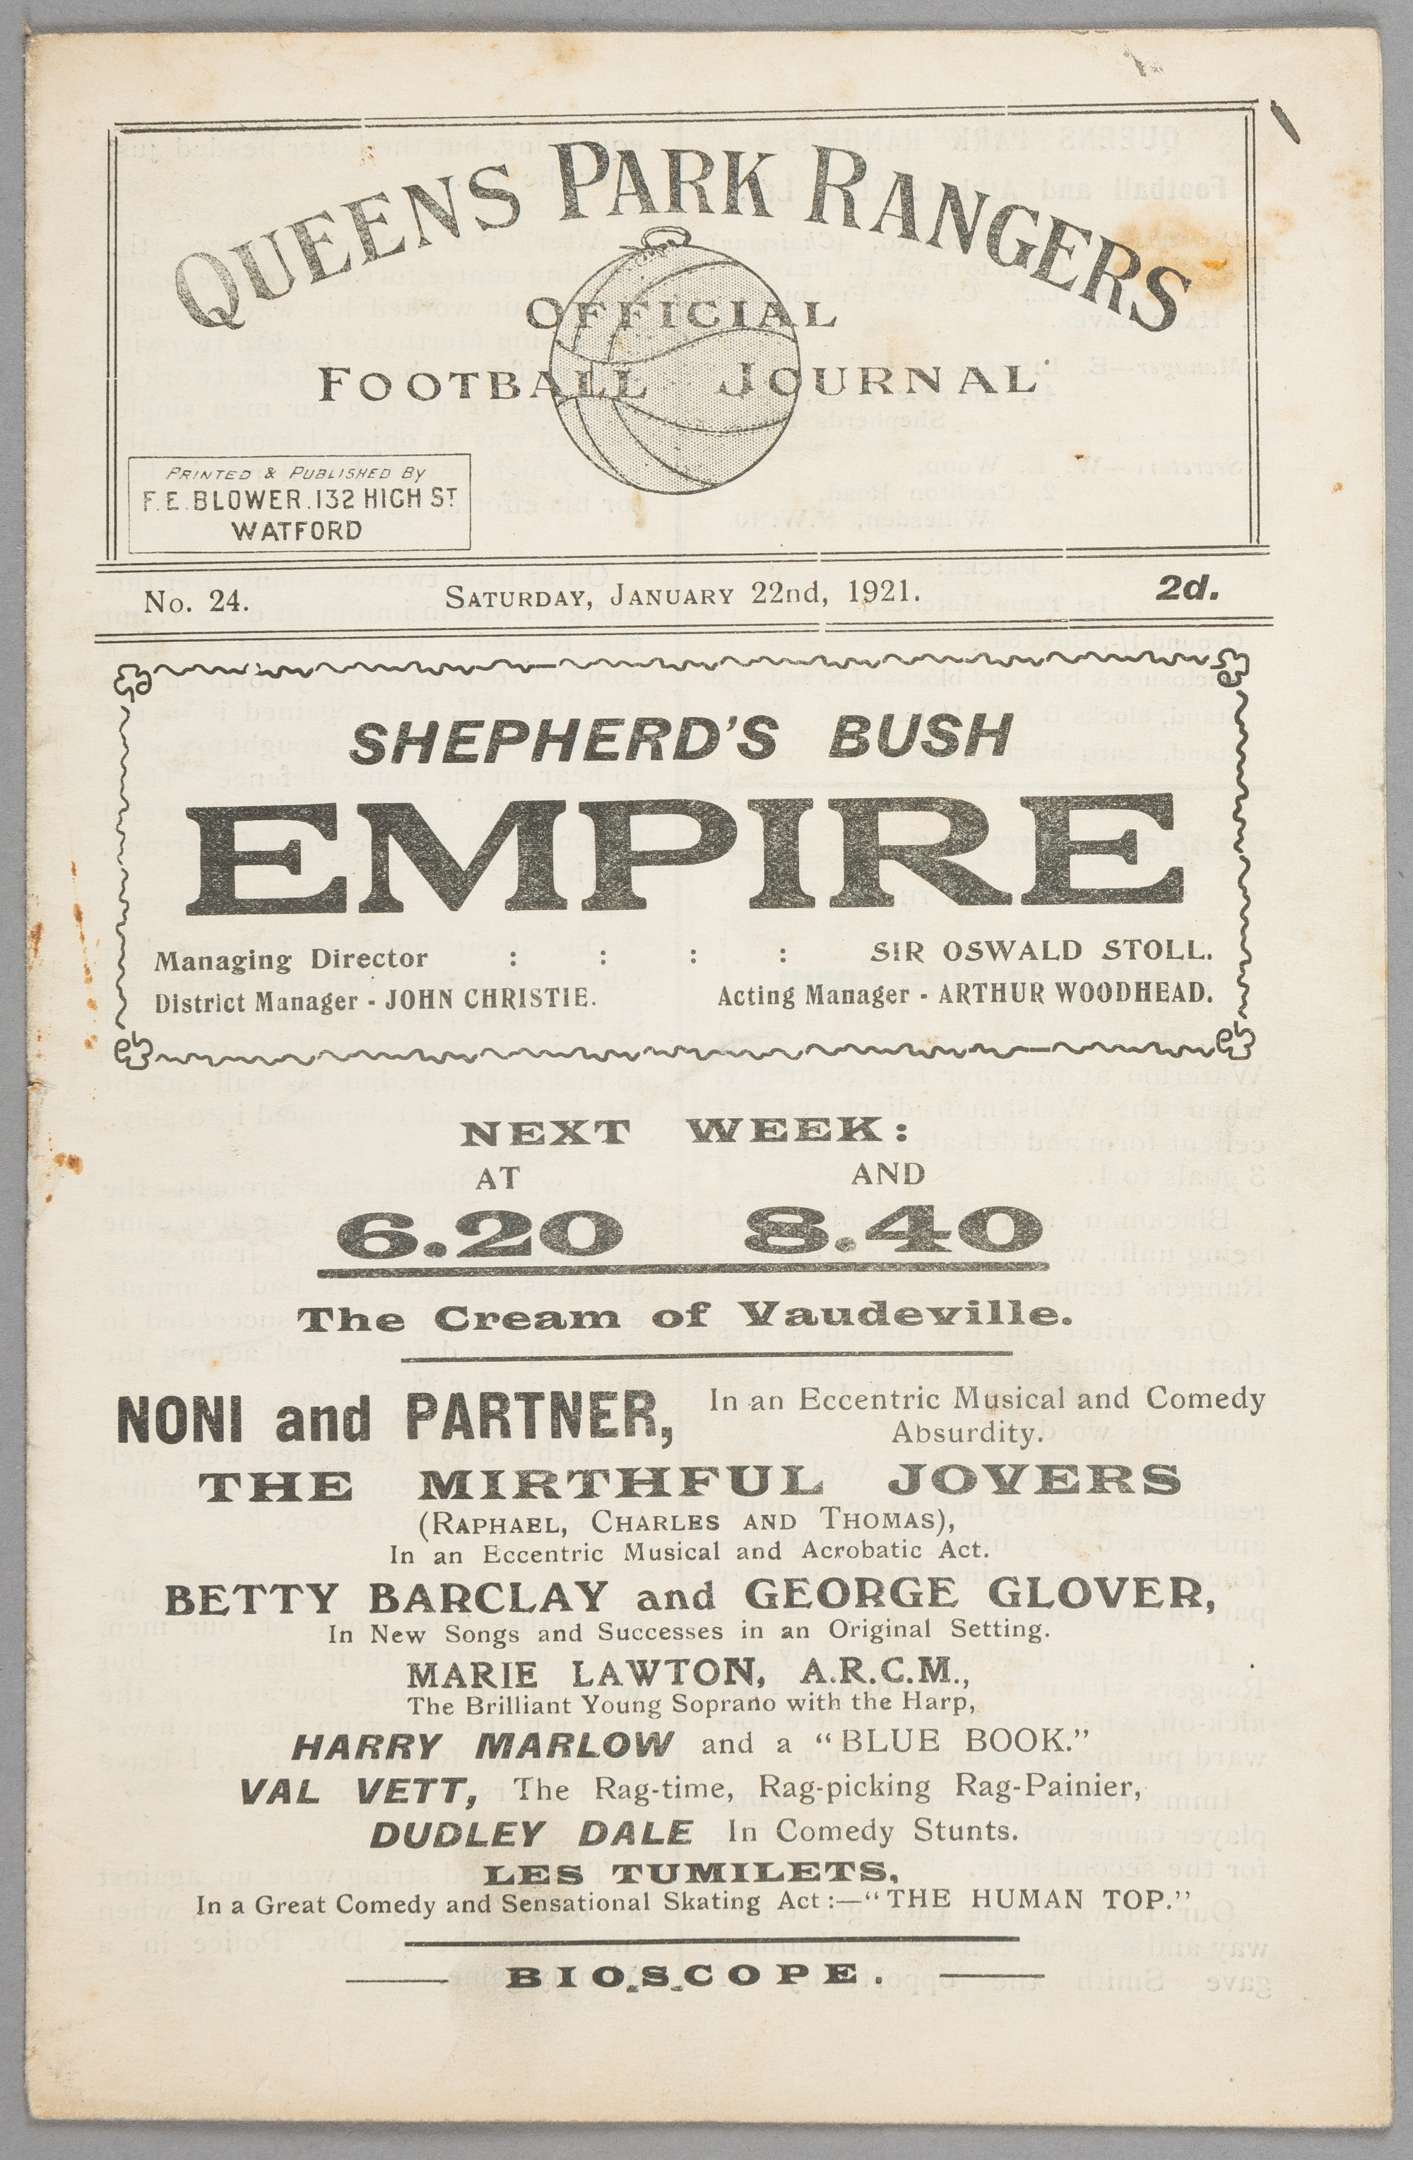 QUEENS PARK RANGERS
OFFICIAL
FOOTBALL JOURNAL
PRINTED & PUBLISHED By
F. E. BLOWER. 132 HIGH ST
WATFORD
No. 24. SATURDAY, JANUARY 22nd, 1921. 2d.
SHEPHERD'S BUSH
EMPIRE
Managing Director : : : : SIR OSWALD STOLL.
District Manager - JOHN CHRISTIE. Acting Manager - ARTHUR WOODHEAD.
NEXT WEEK:
AT AND
6.20 8.40
The Cream of Vaudeville.
NONI and PARTNER, In an Eccentric Musical and Comedy
Absurdity.
THE MIRTHFUL JOVERS
(RAPHAEL, CHARLES AND THOMAS),
In an Eccentric Musical and Acrobatic Act.
BETTY BARCLAY and GEORGE GLOVER,
In New Songs and Successes in an Original Setting.
MARIE LAWTON, A.R.C.M.,
The Brilliant Young Soprano with the Harp,
HARRY MARLOW and a "BLUE BOOK."
VAL VETT, The Rag-time, Rag-picking Rag-Painier,
DUDLEY DALE In Comedy Stunts.
LES TUMILETS,
In a Great Comedy and Sensational Skating Act :—"THE HUMAN TOP."
BIOSCOPE.